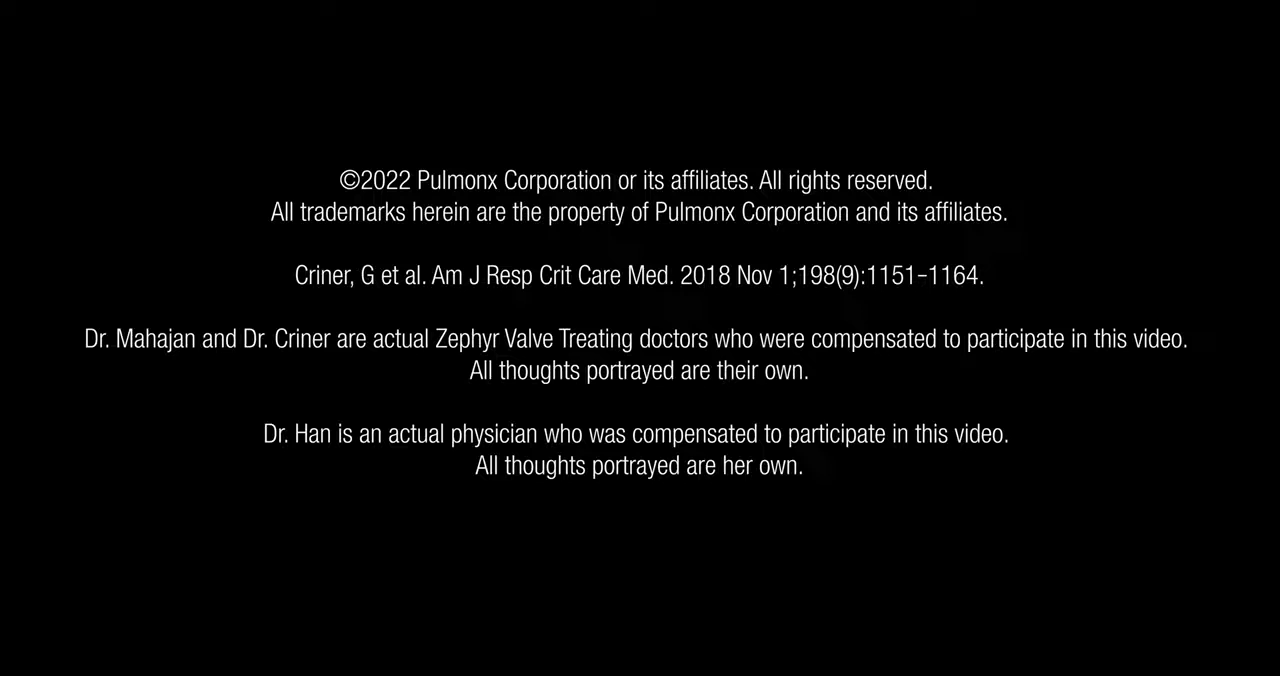 ©2022 Pulmonx Corporation or its affiliates. All rights reserved.
All trademarks herein are the property of Pulmonx Corporation and its affiliates.
Criner, G et al. Am J Resp Crit Care Med. 2018 Nov 1;198(9):1151–1164.
Dr. Mahajan and Dr. Criner are actual Zephyr Valve Treating doctors who were compensated to participate in this video.
All thoughts portrayed are their own.
Dr. Han is an actual physician who was compensated to participate in this video.
All thoughts portrayed are her own.